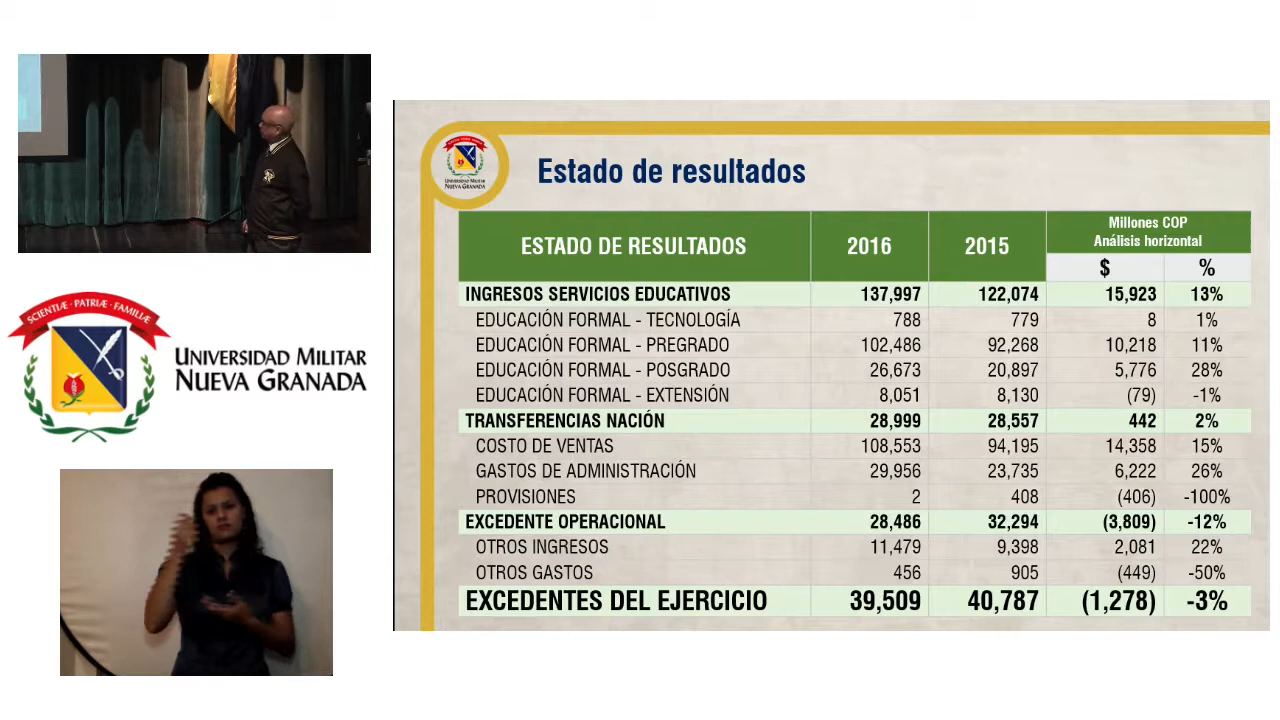 SCIENTIÆ · PATRIÆ · FAMILIÆ
UNIVERSIDAD MILITAR
NUEVA GRANADA
UNIVERSIDAD MILITAR
NUEVA GRANADA
Estado de resultados
ESTADO DE RESULTADOS 2016 2015 Millones COP
Análisis horizontal
$ %
INGRESOS SERVICIOS EDUCATIVOS 137,997 122,074 15,923 13%
EDUCACIÓN FORMAL - TECNOLOGÍA 788 779 8 1%
EDUCACIÓN FORMAL - PREGRADO 102,486 92,268 10,218 11%
EDUCACIÓN FORMAL - POSGRADO 26,673 20,897 5,776 28%
EDUCACIÓN FORMAL - EXTENSIÓN 8,051 8,130 (79) -1%
TRANSFERENCIAS NACIÓN 28,999 28,557 442 2%
COSTO DE VENTAS 108,553 94,195 14,358 15%
GASTOS DE ADMINISTRACIÓN 29,956 23,735 6,222 26%
PROVISIONES 2 408 (406) -100%
EXCEDENTE OPERACIONAL 28,486 32,294 (3,809) -12%
OTROS INGRESOS 11,479 9,398 2,081 22%
OTROS GASTOS 456 905 (449) -50%
EXCEDENTES DEL EJERCICIO 39,509 40,787 (1,278) -3%